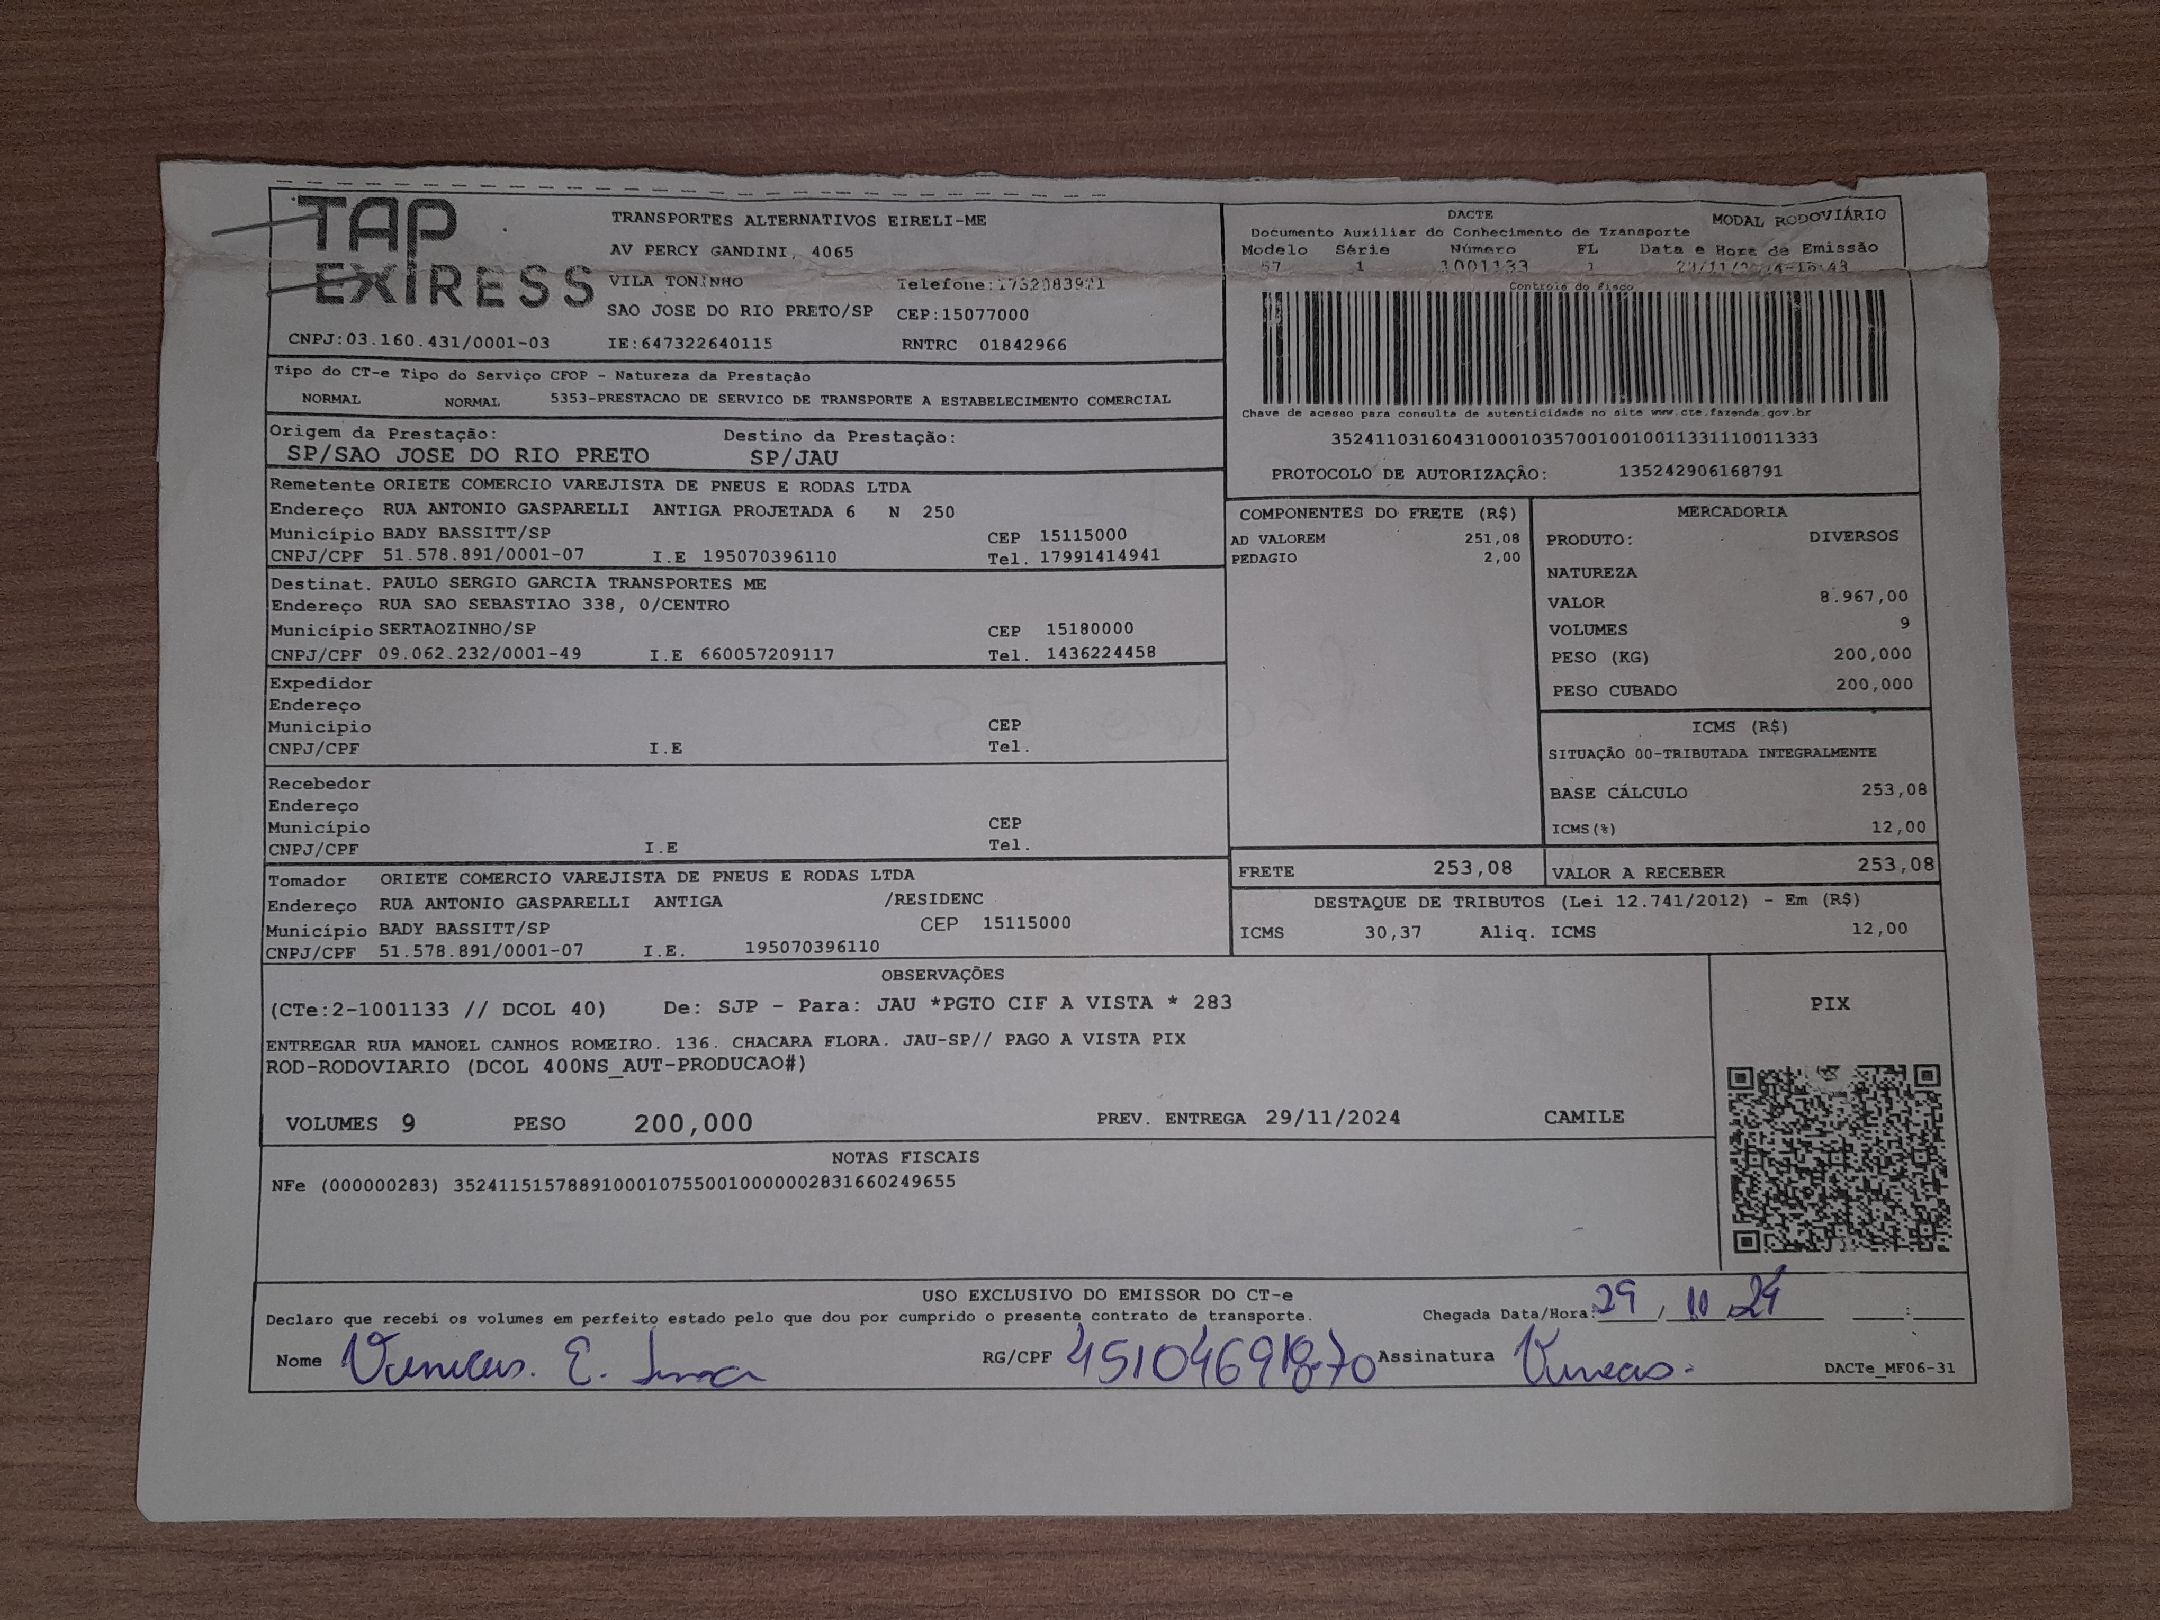 TAP
EXPRESS
TRANSPORTES ALTERNATIVOS EIRELI-ME
AV PERCY GANDINI, 4065
VILA TONINHO Telefone:1732083921
SAO JOSE DO RIO PRETO/SP CEP:15077000
CNPJ:03.160.431/0001-03 IE:647322640115 RNTRC 01842966
DACTE MODAL RODOVIÁRIO
Documento Auxiliar do Conhecimento de Transporte
Modelo Série Número FL Data e Hora de Emissão
57 1 1001133 1
Controle do Fisco
Chave de acesso para consulta de autenticidade no site www.cte.fazenda.gov.br
35241103160431000103570010010011331110011333
PROTOCOLO DE AUTORIZAÇÃO: 135242906168791
Tipo do CT-e Tipo do Serviço CFOP - Natureza da Prestação
NORMAL NORMAL 5353-PRESTACAO DE SERVICO DE TRANSPORTE A ESTABELECIMENTO COMERCIAL
Origem da Prestação: Destino da Prestação:
SP/SAO JOSE DO RIO PRETO SP/JAU
Remetente ORIETE COMERCIO VAREJISTA DE PNEUS E RODAS LTDA
Endereço RUA ANTONIO GASPARELLI ANTIGA PROJETADA 6 N 250
Município BADY BASSITT/SP CEP 15115000
CNPJ/CPF 51.578.891/0001-07 I.E 195070396110 Tel. 17991414941
Destinat. PAULO SERGIO GARCIA TRANSPORTES ME
Endereço RUA SAO SEBASTIAO 338, 0/CENTRO
Município SERTAOZINHO/SP CEP 15180000
CNPJ/CPF 09.062.232/0001-49 I.E 660057209117 Tel. 1436224458
Expedidor
Endereço
Município CEP
CNPJ/CPF I.E Tel.
Recebedor
Endereço
Município CEP
CNPJ/CPF I.E Tel.
Tomador ORIETE COMERCIO VAREJISTA DE PNEUS E RODAS LTDA
Endereço RUA ANTONIO GASPARELLI ANTIGA /RESIDENC
Município BADY BASSITT/SP CEP 15115000
CNPJ/CPF 51.578.891/0001-07 I.E. 195070396110
COMPONENTES DO FRETE (R$)
AD VALOREM 251,08
PEDAGIO 2,00
MERCADORIA
PRODUTO: DIVERSOS
NATUREZA
VALOR 8.967,00
VOLUMES 9
PESO (KG) 200,000
PESO CUBADO 200,000
ICMS (R$)
SITUAÇÃO 00-TRIBUTADA INTEGRALMENTE
BASE CÁLCULO 253,08
ICMS(%) 12,00
FRETE 253,08 VALOR A RECEBER 253,08
DESTAQUE DE TRIBUTOS (Lei 12.741/2012) - Em (R$)
ICMS 30,37 Aliq. ICMS 12,00
OBSERVAÇÕES
(CTe:2-1001133 // DCOL 40) De: SJP - Para: JAU *PGTO CIF A VISTA * 283
ENTREGAR RUA MANOEL CANHOS ROMEIRO. 136. CHACARA FLORA. JAU-SP// PAGO A VISTA PIX
ROD-RODOVIARIO (DCOL 400NS_AUT-PRODUCAO#)
VOLUMES 9 PESO 200,000 PREV. ENTREGA 29/11/2024 CAMILE
PIX
NOTAS FISCAIS
NFe (000000283) 35241151578891000107550010000002831660249655
USO EXCLUSIVO DO EMISSOR DO CT-e
Declaro que recebi os volumes em perfeito estado pelo que dou por cumprido o presente contrato de transporte. Chegada Data/Hora: 29 / 11 / 24 :
Nome Vinicius. E. RG/CPF Assinatura DACTe_MF06-31